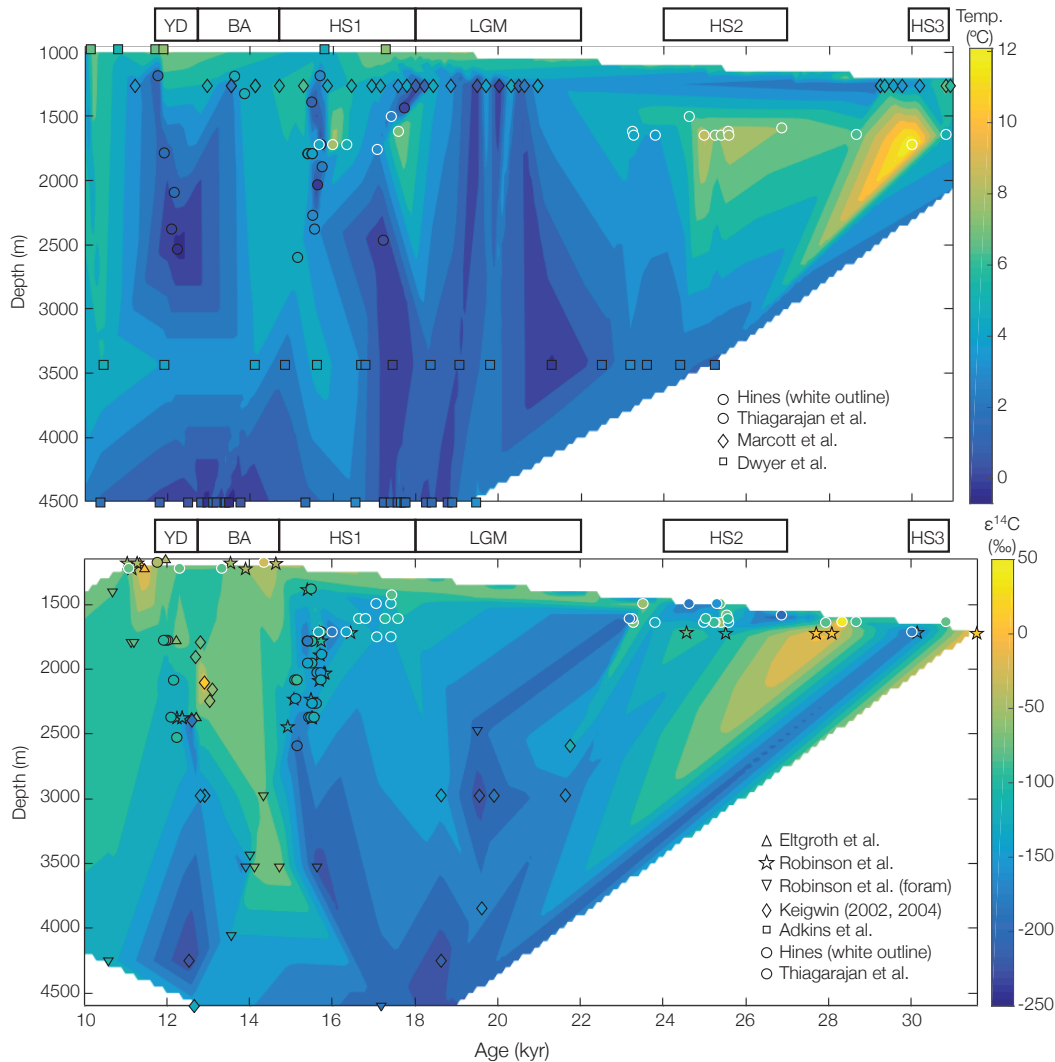 YD BA HS1 LGM HS2 HS3
Temp.
(ºC)
1000
1500
2000
2500
3000
3500
4000
4500
Depth (m)
Hines (white outline)
Thiagarajan et al.
Marcott et al.
Dwyer et al.
12
10
8
6
4
2
0
YD BA HS1 LGM HS2 HS3
ε14C
(‰)
1500
2000
2500
3000
3500
4000
4500
Depth (m)
Eltgroth et al.
Robinson et al.
Robinson et al. (foram)
Keigwin (2002, 2004)
Adkins et al.
Hines (white outline)
Thiagarajan et al.
50
0
-50
-100
-150
-200
-250
10 12 14 16 18 20 22 24 26 28 30
Age (kyr)